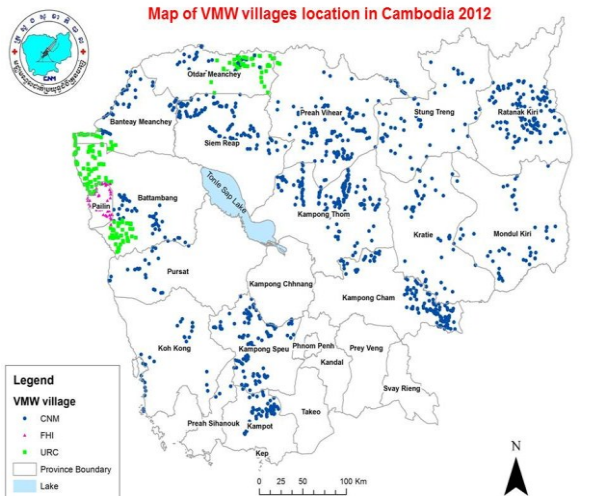 Map of VMW villages location in Cambodia 2012
CNM
Otdar Meanchey
Banteay Meanchey
Siem Reap
Preah Vihear
Stung Treng
Ratanak Kiri
Tonle Sap Lake
Battambang
Pailin
Kampong Thom
Kratie
Mondul Kiri
Pursat
Kampong Chhnang
Kampong Cham
Koh Kong
Kampong Speu
Phnom Penh
Prey Veng
Kandal
Svay Rieng
Takeo
Preah Sihanouk
Kampot
Kep
Legend
VMW village
CNM
FHI
URC
Province Boundary
Lake
0 25 50 100 Km
N